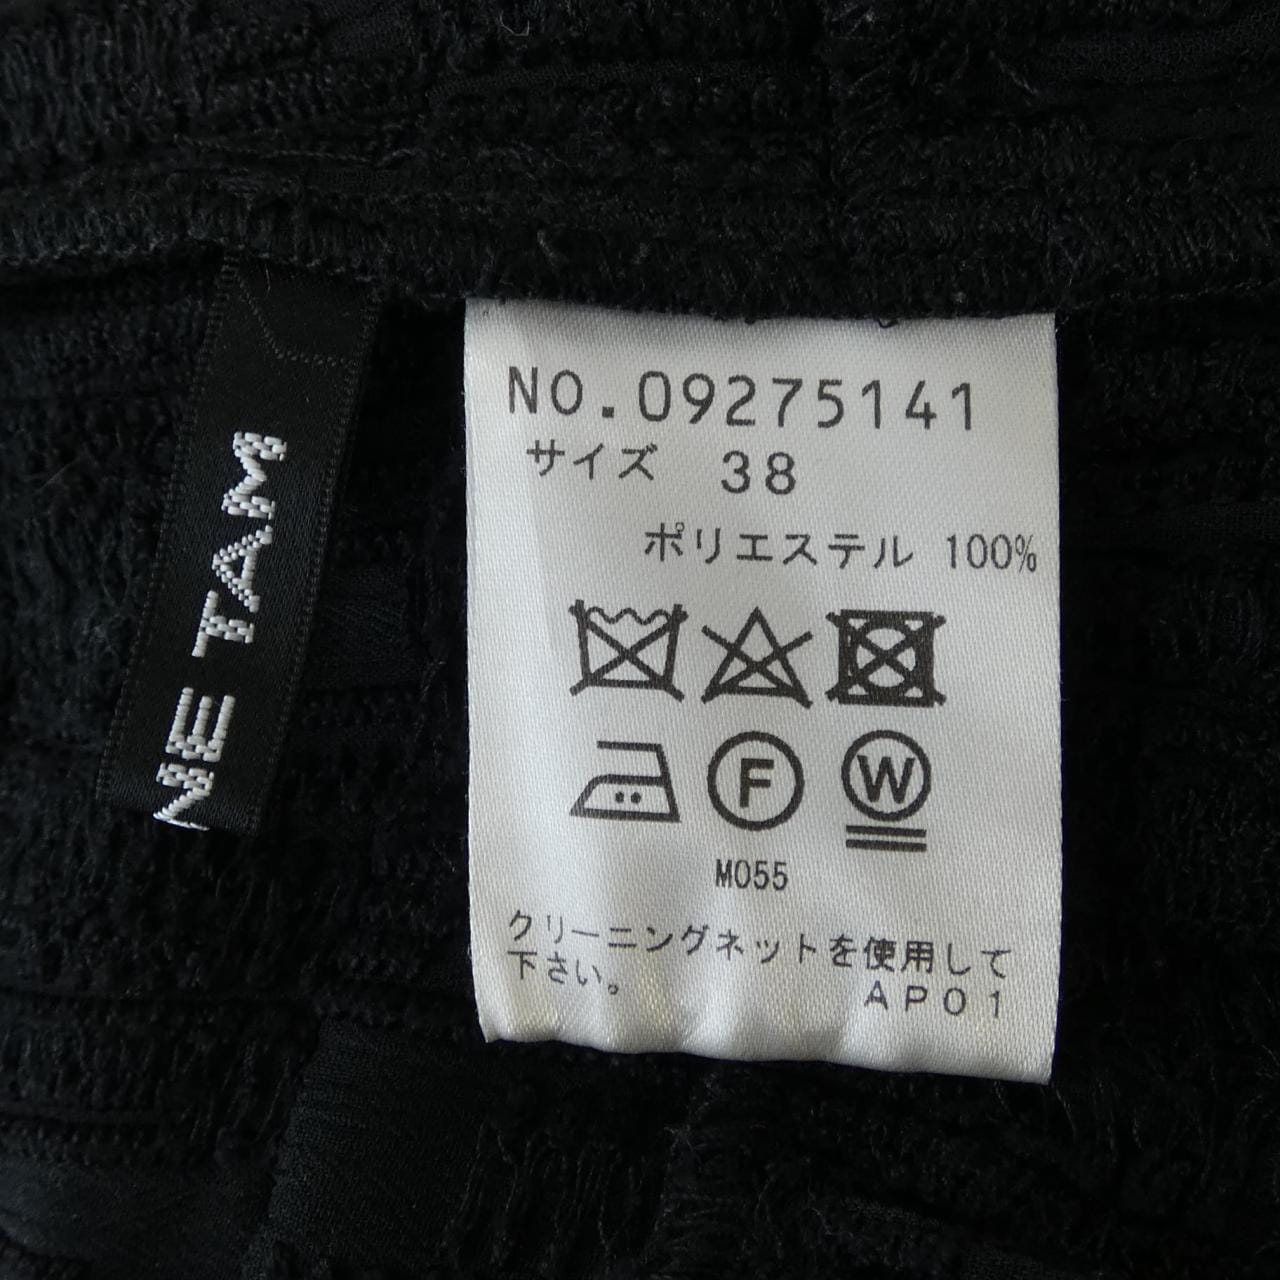 NE TAM
NO.09275141
サイズ 38
ポリエステル 100%
F W
M055
クリーニングネットを使用して
下さい。
AP01